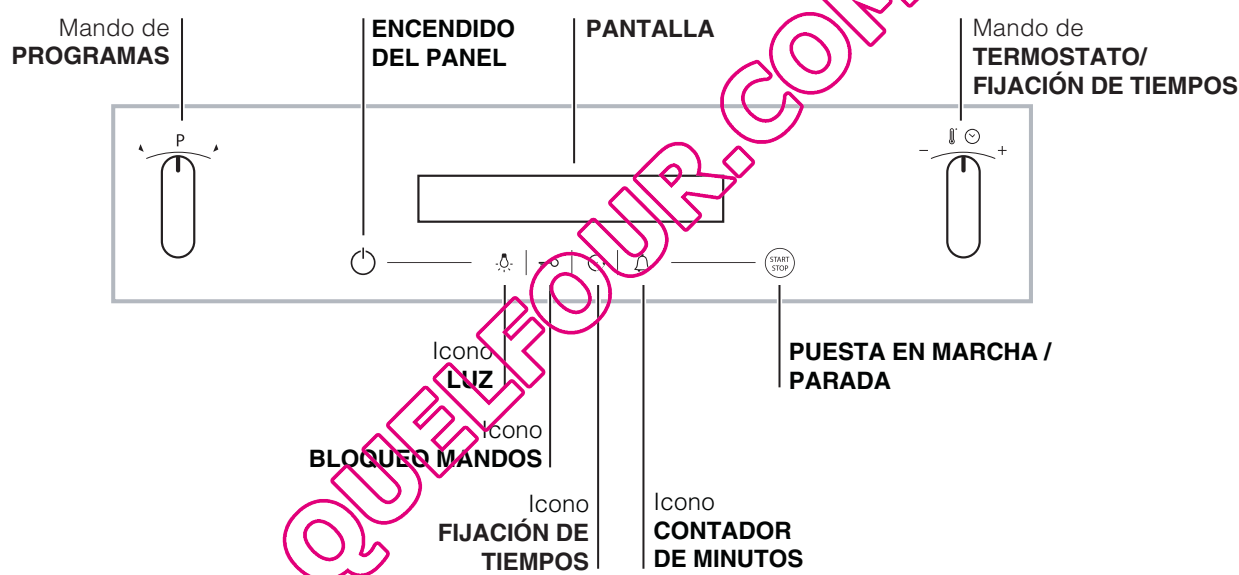 Mando de
PROGRAMAS
ENCENDIDO
DEL PANEL
PANTALLA
Mando de
TERMOSTATO/
FIJACIÓN DE TIEMPOS
P
- +
START
STOP
Icono
LUZ
PUESTA EN MARCHA /
PARADA
Icono
BLOQUEO MANDOS
Icono
FIJACIÓN DE
TIEMPOS
Icono
CONTADOR
DE MINUTOS
QUELFOUR.COM